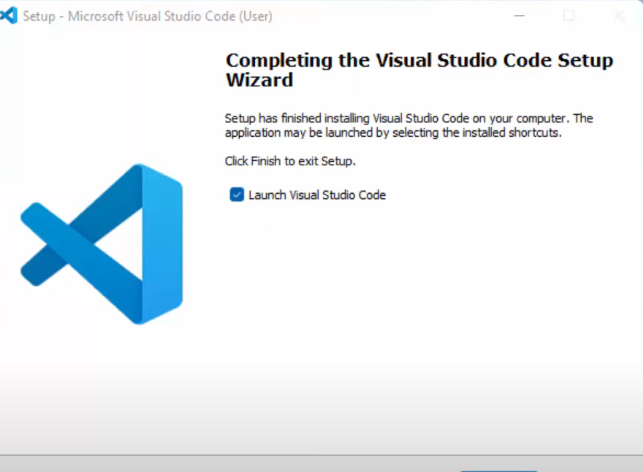 Setup - Microsoft Visual Studio Code (User)
Completing the Visual Studio Code Setup
Wizard
Setup has finished installing Visual Studio Code on your computer. The
application may be launched by selecting the installed shortcuts.
Click Finish to exit Setup.
Launch Visual Studio Code